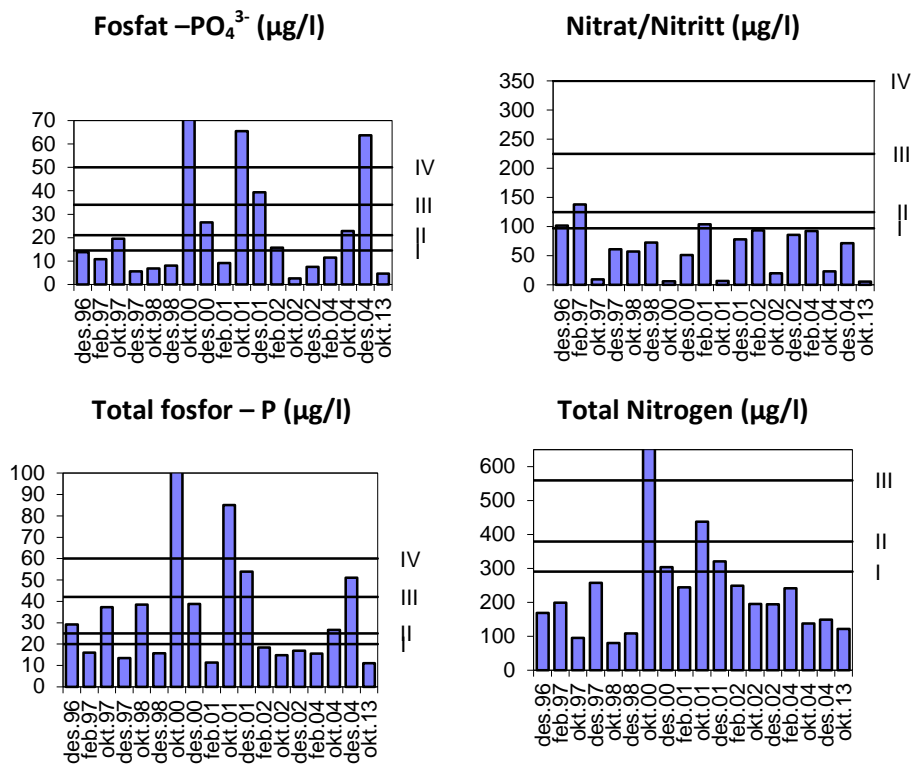 Fosfat –PO₄³⁻ (µg/l)
70
60
50
40
30
20
10
0
IV
III
II
I
des.96
feb.97
okt.97
des.97
okt.98
des.98
okt.00
des.00
feb.01
okt.01
des.01
feb.02
okt.02
des.02
feb.04
okt.04
des.04
okt.13
Nitrat/Nitritt (µg/l)
350
300
250
200
150
100
50
0
IV
III
II
I
des.96
feb.97
okt.97
des.97
okt.98
des.98
okt.00
des.00
feb.01
okt.01
des.01
feb.02
okt.02
des.02
feb.04
okt.04
des.04
okt.13
Total fosfor – P (µg/l)
100
90
80
70
60
50
40
30
20
10
0
IV
III
II
I
des.96
feb.97
okt.97
des.97
okt.98
des.98
okt.00
des.00
feb.01
okt.01
des.01
feb.02
okt.02
des.02
feb.04
okt.04
des.04
okt.13
Total Nitrogen (µg/l)
600
500
400
300
200
100
0
III
II
I
des.96
feb.97
okt.97
des.97
okt.98
des.98
okt.00
des.00
feb.01
okt.01
des.01
feb.02
okt.02
des.02
feb.04
okt.04
des.04
okt.13